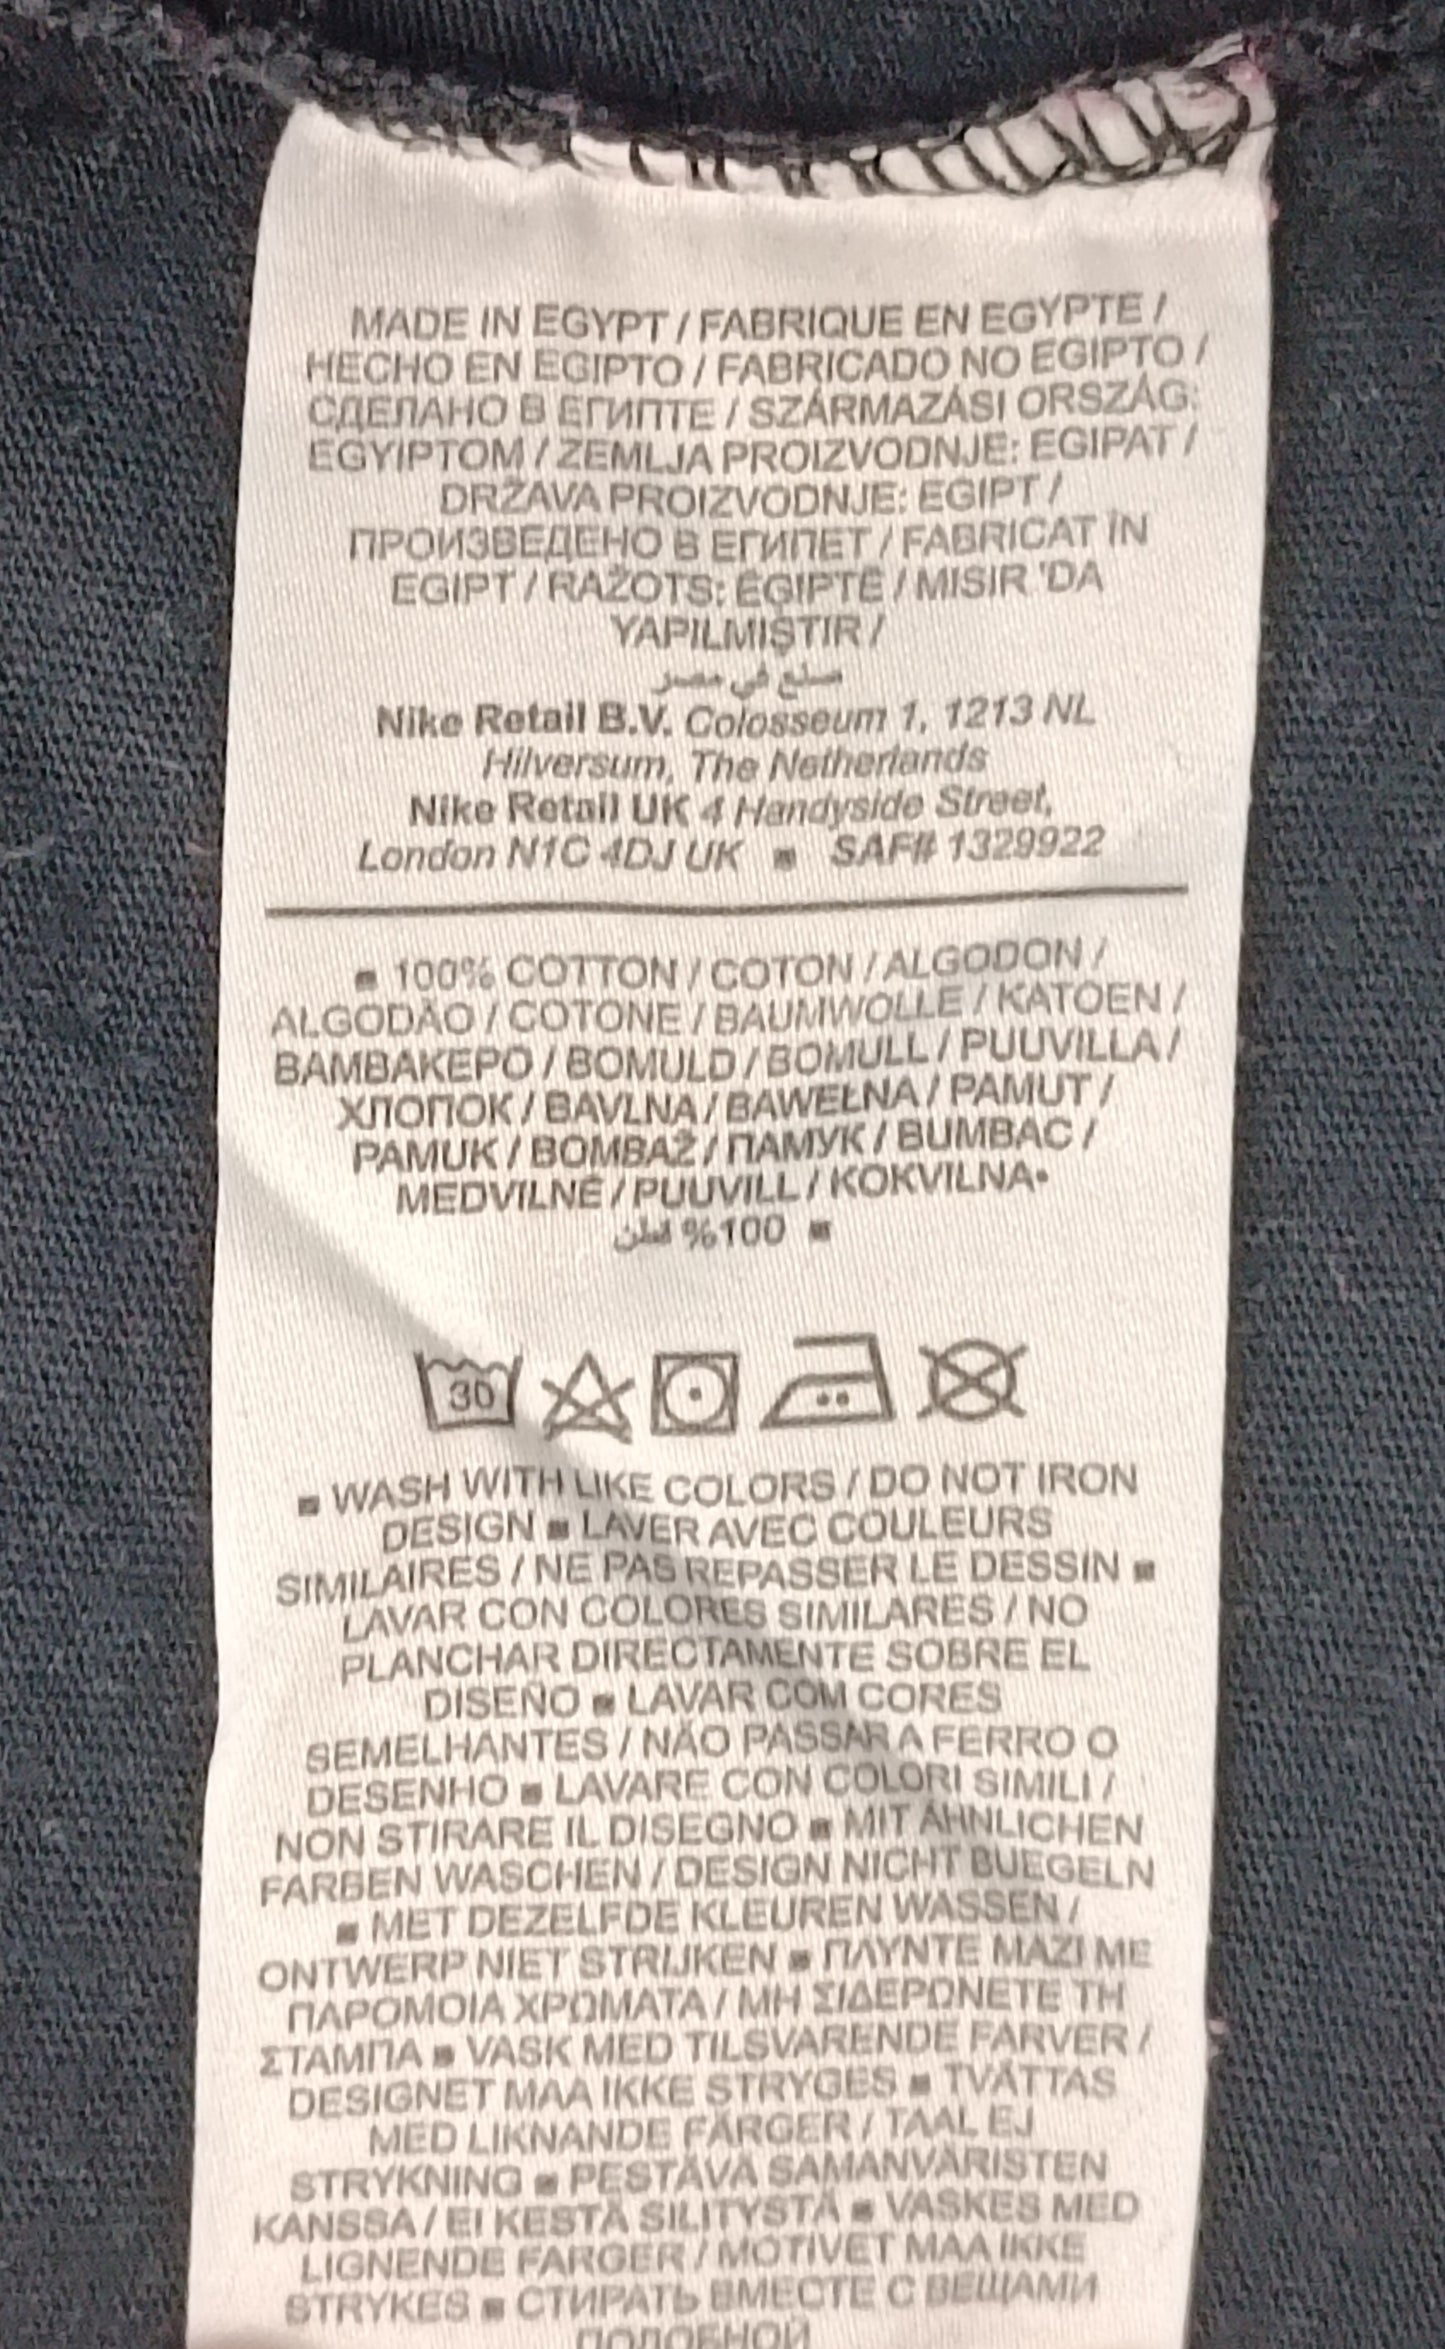 MADE IN EGYPT / FABRIQUE EN EGYPTE /
HECHO EN EGIPTO / FABRICADO NO EGIPTO /
СДЕЛАНО В ЕГИПТЕ / SZÁRMAZÁSI ORSZÁG:
EGYIPTOM / ZEMLJA PROIZVODNJE: EGIPAT /
DRŽAVA PROIZVODNJE: EGIPT /
ПРОИЗВЕДЕНО В ЕГИПЕТ / FABRICAT ÎN
EGIPT / RAŽOTS: ĒĢIPTĒ / MISIR 'DA
YAPILMIŞTIR /
صنع في مصر
Nike Retail B.V. Colosseum 1, 1213 NL
Hilversum, The Netherlands
Nike Retail UK 4 Handyside Street,
London N1C 4DJ UK ■ SAF# 1329922
■ 100% COTTON / COTON / ALGODON /
ALGODÃO / COTONE / BAUMWOLLE / KATOEN /
ΒΑΜΒΑΚΕΡΟ / BOMULD / BOMULL / PUUVILLA /
ХЛОПОК / BAVLNA / BAWEŁNA / PAMUT /
PAMUK / BOMBAŽ / ПАМУК / BUMBAC /
MEDVILNĖ / PUUVILL / KOKVILNA•
100% قطن ■
30
■ WASH WITH LIKE COLORS / DO NOT IRON
DESIGN ■ LAVER AVEC COULEURS
SIMILAIRES / NE PAS REPASSER LE DESSIN ■
LAVAR CON COLORES SIMILARES / NO
PLANCHAR DIRECTAMENTE SOBRE EL
DISEÑO ■ LAVAR COM CORES
SEMELHANTES / NÃO PASSAR A FERRO O
DESENHO ■ LAVARE CON COLORI SIMILI /
NON STIRARE IL DISEGNO ■ MIT ÄHNLICHEN
FARBEN WASCHEN / DESIGN NICHT BUEGELN
■ MET DEZELFDE KLEUREN WASSEN /
ONTWERP NIET STRIJKEN ■ ΠΛΥΝΤΕ ΜΑΖΙ ΜΕ
ΠΑΡΟΜΟΙΑ ΧΡΩΜΑΤΑ / ΜΗ ΣΙΔΕΡΩΝΕΤΕ ΤΗ
ΣΤΑΜΠΑ ■ VASK MED TILSVARENDE FARVER /
DESIGNET MAA IKKE STRYGES ■ TVÄTTAS
MED LIKNANDE FÄRGER / TAAL EJ
STRYKNING ■ PESTÄVÄ SAMANVÄRISTEN
KANSSA / EI KESTÄ SILITYSTÄ ■ VASKES MED
LIGNENDE FARGER / MOTIVET MAA IKKE
STRYKES ■ СТИРАТЬ ВМЕСТЕ С ВЕЩАМИ
ПОДОБНОЙ